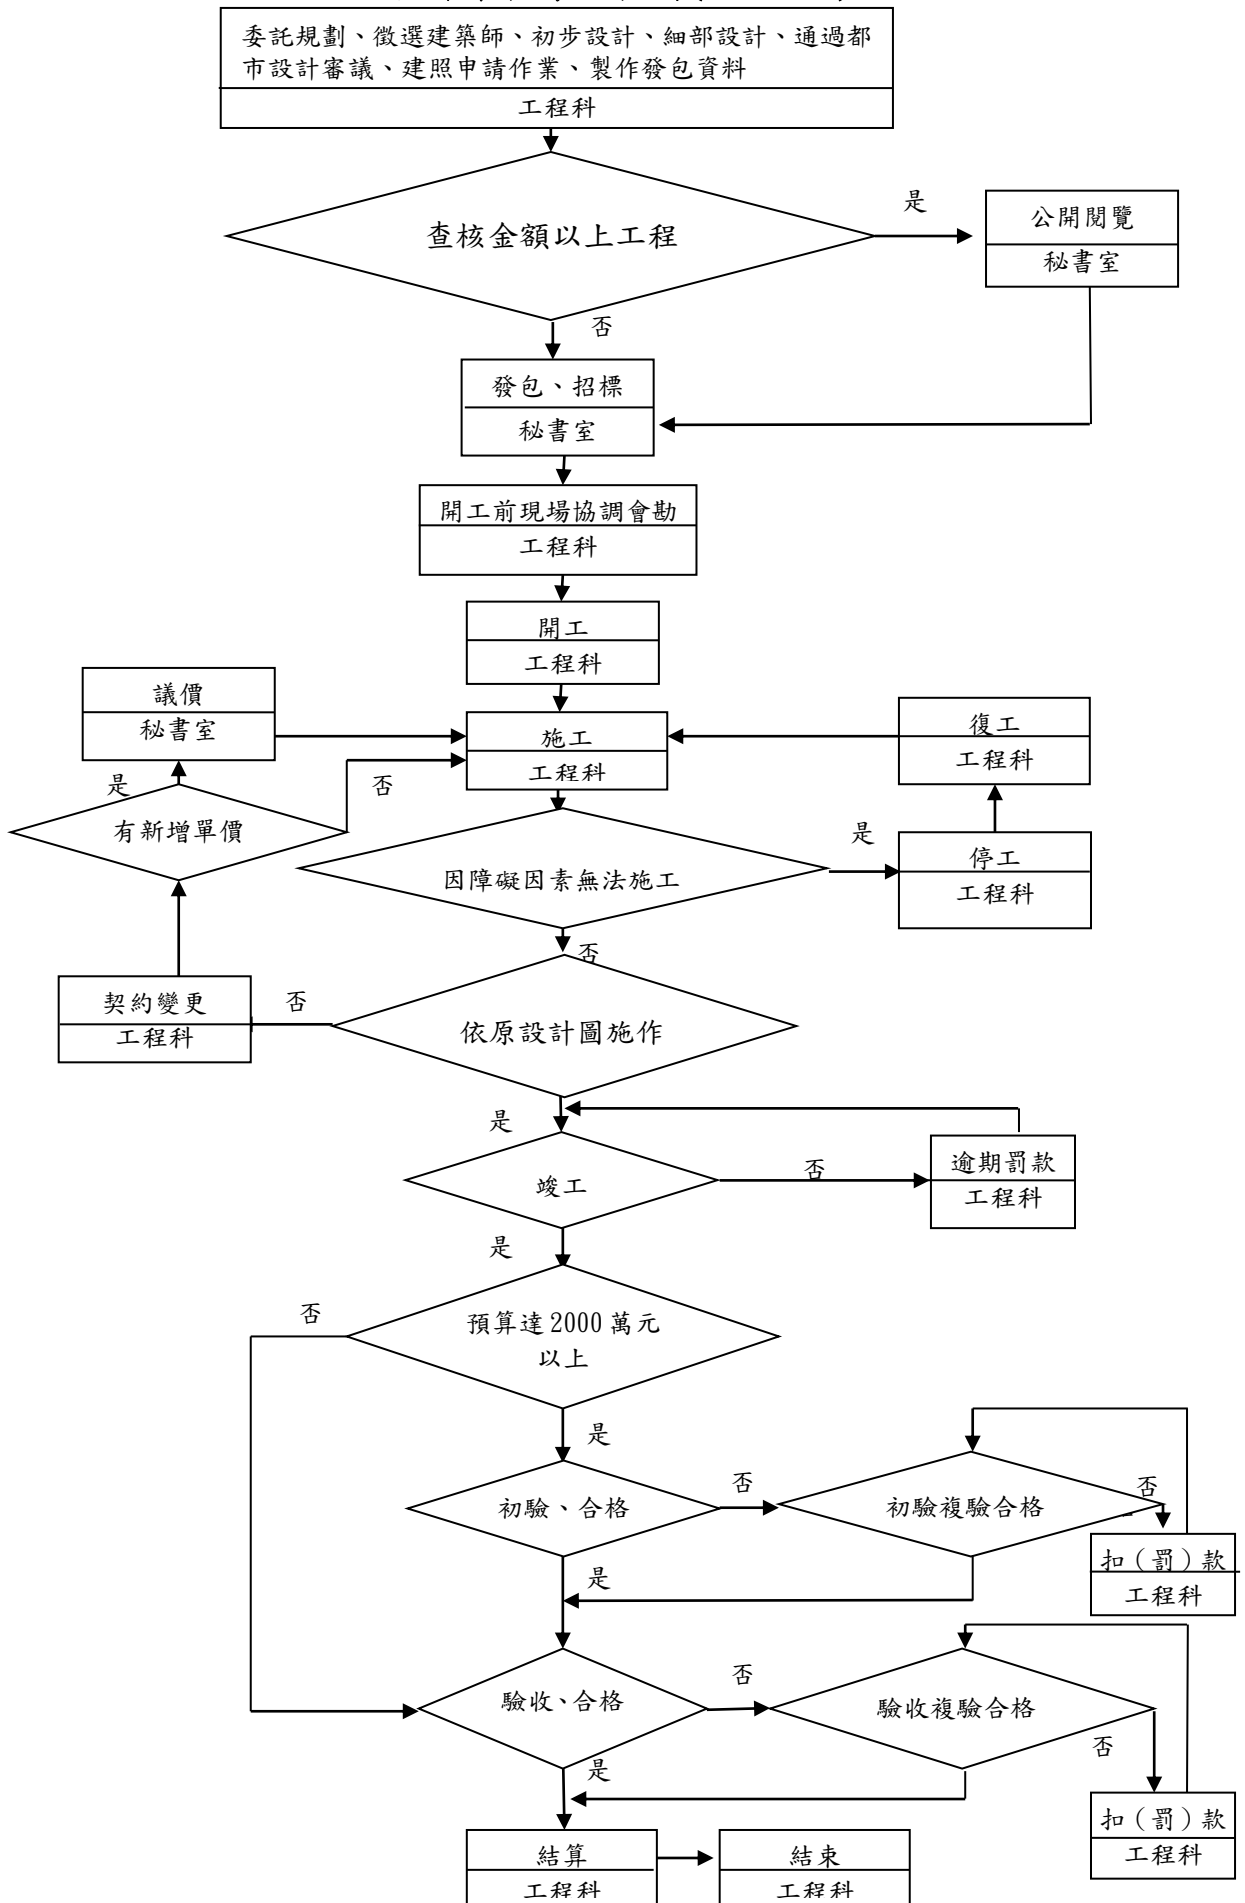 委託規劃、徵選建築師、初步設計、細部設計、通過都
市設計審議、建照申請作業、製作發包資料
工程科
查核金額以上工程
是
公開閱覽
秘書室
否
發包、招標
秘書室
開工前現場協調會勘
工程科
開工
工程科
議價
秘書室
施工
工程科
復工
工程科
是
否
有新增單價
因障礙因素無法施工
是
停工
工程科
否
契約變更
工程科
否
依原設計圖施作
是
竣工
否
逾期罰款
工程科
是
否
預算達2000萬元
以上
是
初驗、合格
否
初驗複驗合格
否
扣（罰）款
工程科
是
驗收、合格
否
驗收複驗合格
否
扣（罰）款
工程科
是
結算
工程科
結束
工程科